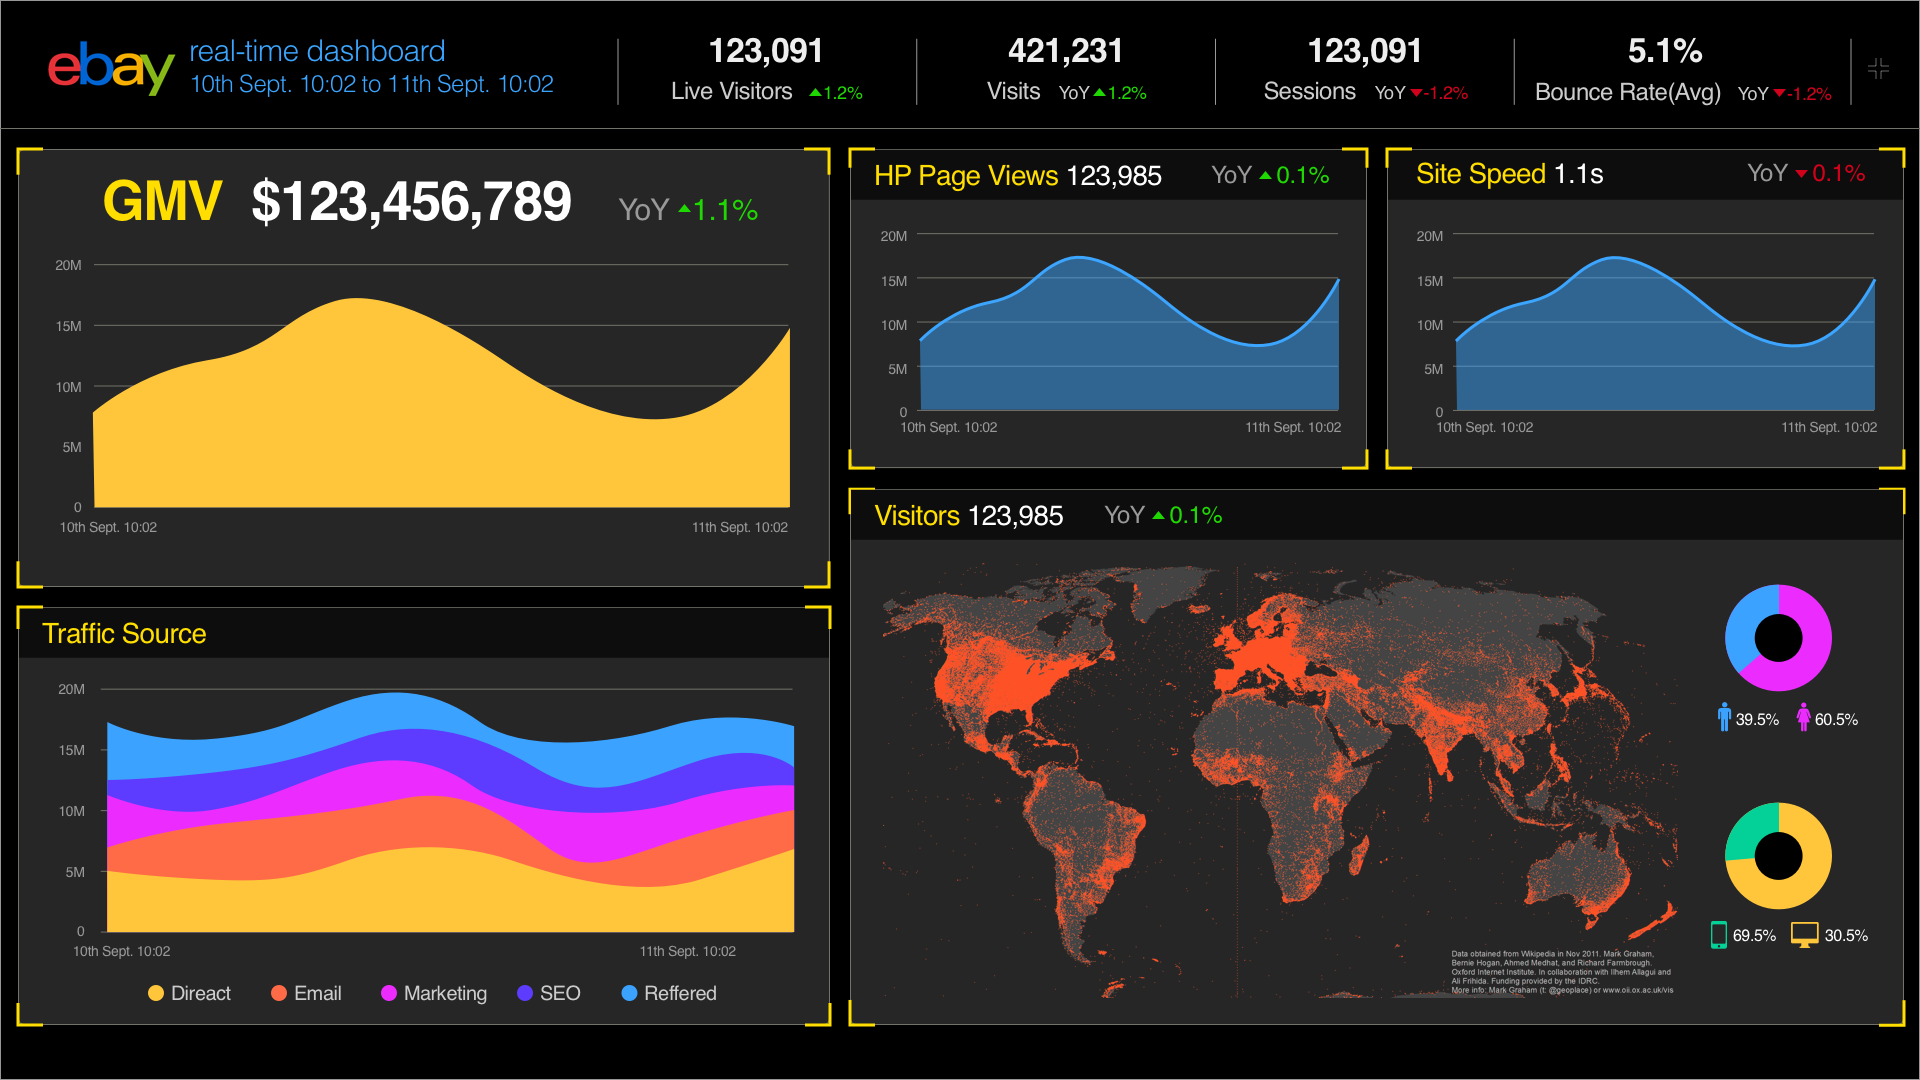 ebay
real-time dashboard
10th Sept. 10:02 to 11th Sept. 10:02
123,091
Live Visitors ▲1.2%
421,231
Visits YoY ▲1.2%
123,091
Sessions YoY ▼-1.2%
5.1%
Bounce Rate(Avg) YoY ▼-1.2%
GMV $123,456,789 YoY ▲1.1%
20M
15M
10M
5M
0
10th Sept. 10:02 11th Sept. 10:02
HP Page Views 123,985 YoY ▲0.1%
20M
15M
10M
5M
0
10th Sept. 10:02 11th Sept. 10:02
Site Speed 1.1s YoY ▼0.1%
20M
15M
10M
5M
0
10th Sept. 10:02 11th Sept. 10:02
Traffic Source
20M
15M
10M
5M
0
10th Sept. 10:02 11th Sept. 10:02
Direact Email Marketing SEO Reffered
Visitors 123,985 YoY ▲0.1%
39.5% 60.5%
69.5% 30.5%
Data obtained from Wikipedia in Nov 2011. Mark Graham,
Bernie Hogan, Ahmed Medhat, and Richard Farmbrough.
Oxford Internet Institute. In collaboration with Ilhem Allagui and
Ali Frihida. Funding provided by the IDRC.
More info: Mark Graham (t: @geoplace) or www.oii.ox.ac.uk/vis